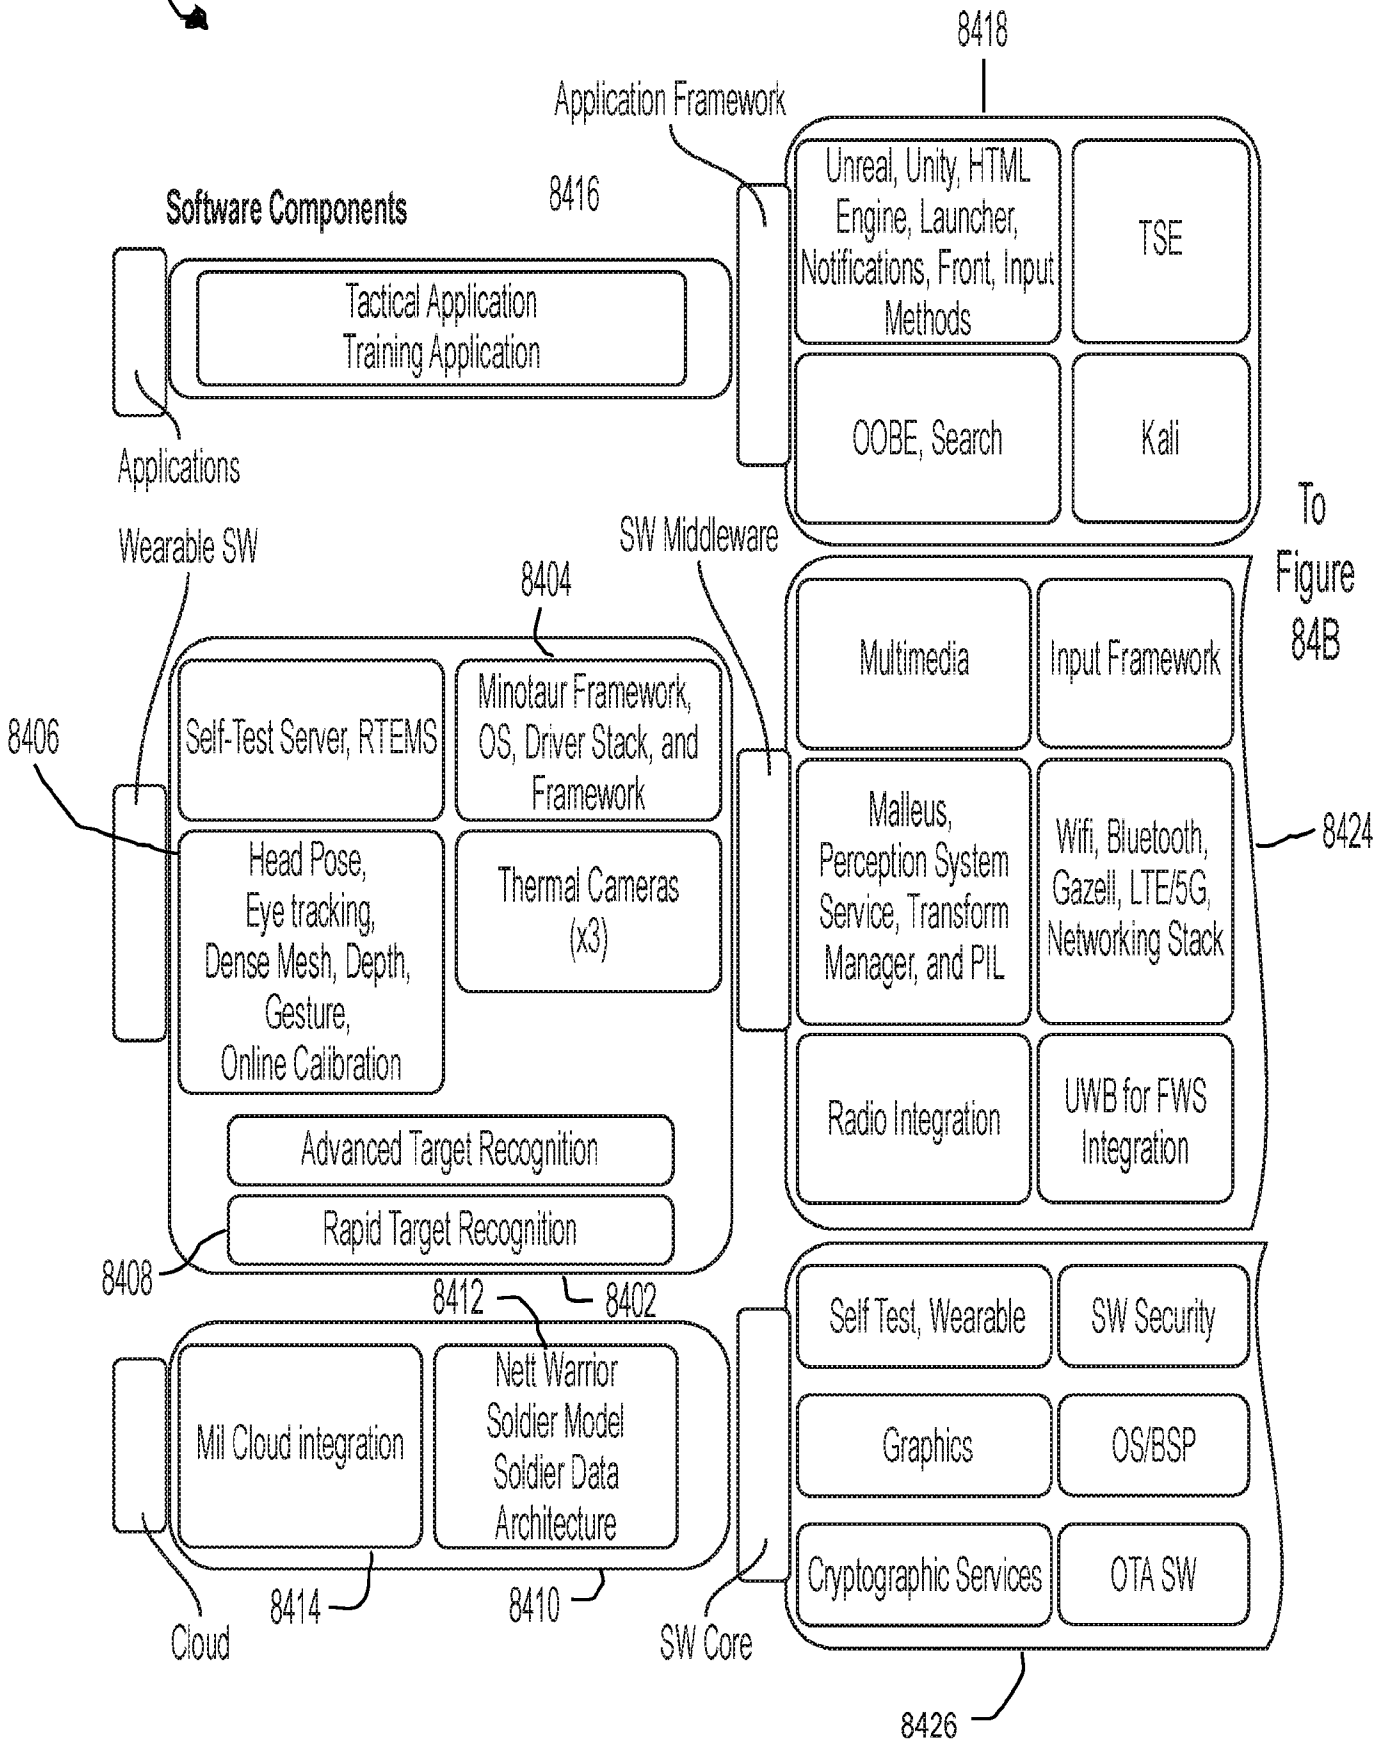 8418
Application Framework
Software Components
8416
Unreal, Unity, HTML
Engine, Launcher,
Notifications, Front, Input
Methods
TSE
Tactical Application
Training Application
OOBE, Search
Kali
Applications
To
Figure
84B
Wearable SW
SW Middleware
8404
Self-Test Server, RTEMS
Minotaur Framework,
OS, Driver Stack, and
Framework
8406
Head Pose,
Eye tracking,
Dense Mesh, Depth,
Gesture,
Online Calibration
Thermal Cameras
(x3)
Advanced Target Recognition
Rapid Target Recognition
8408
8402
Multimedia
Input Framework
Malleus,
Perception System
Service, Transform
Manager, and PIL
Wifi, Bluetooth,
Gazell, LTE/5G,
Networking Stack
8424
Radio Integration
UWB for FWS
Integration
8412
Mil Cloud integration
Nett Warrior
Soldier Model
Soldier Data
Architecture
8414
8410
Cloud
SW Core
Self Test, Wearable
SW Security
Graphics
OS/BSP
Cryptographic Services
OTA SW
8426